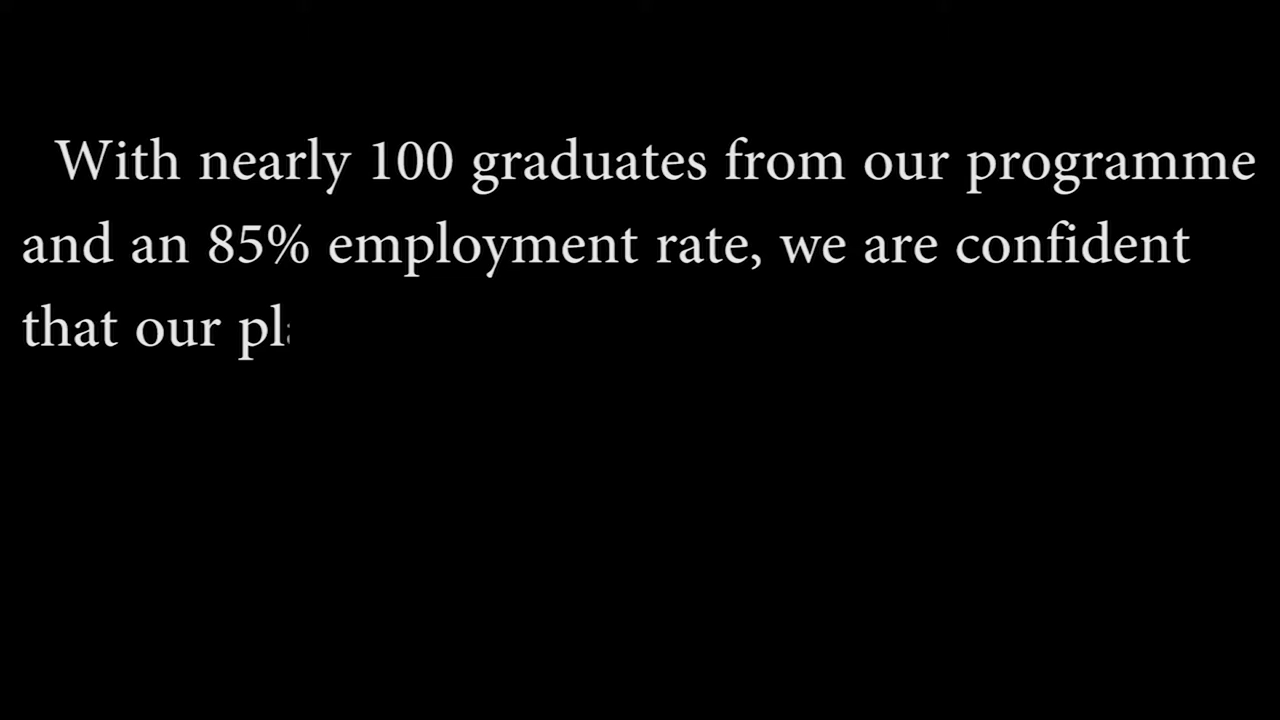 With nearly 100 graduates from our programme
and an 85% employment rate, we are confident
that our pl